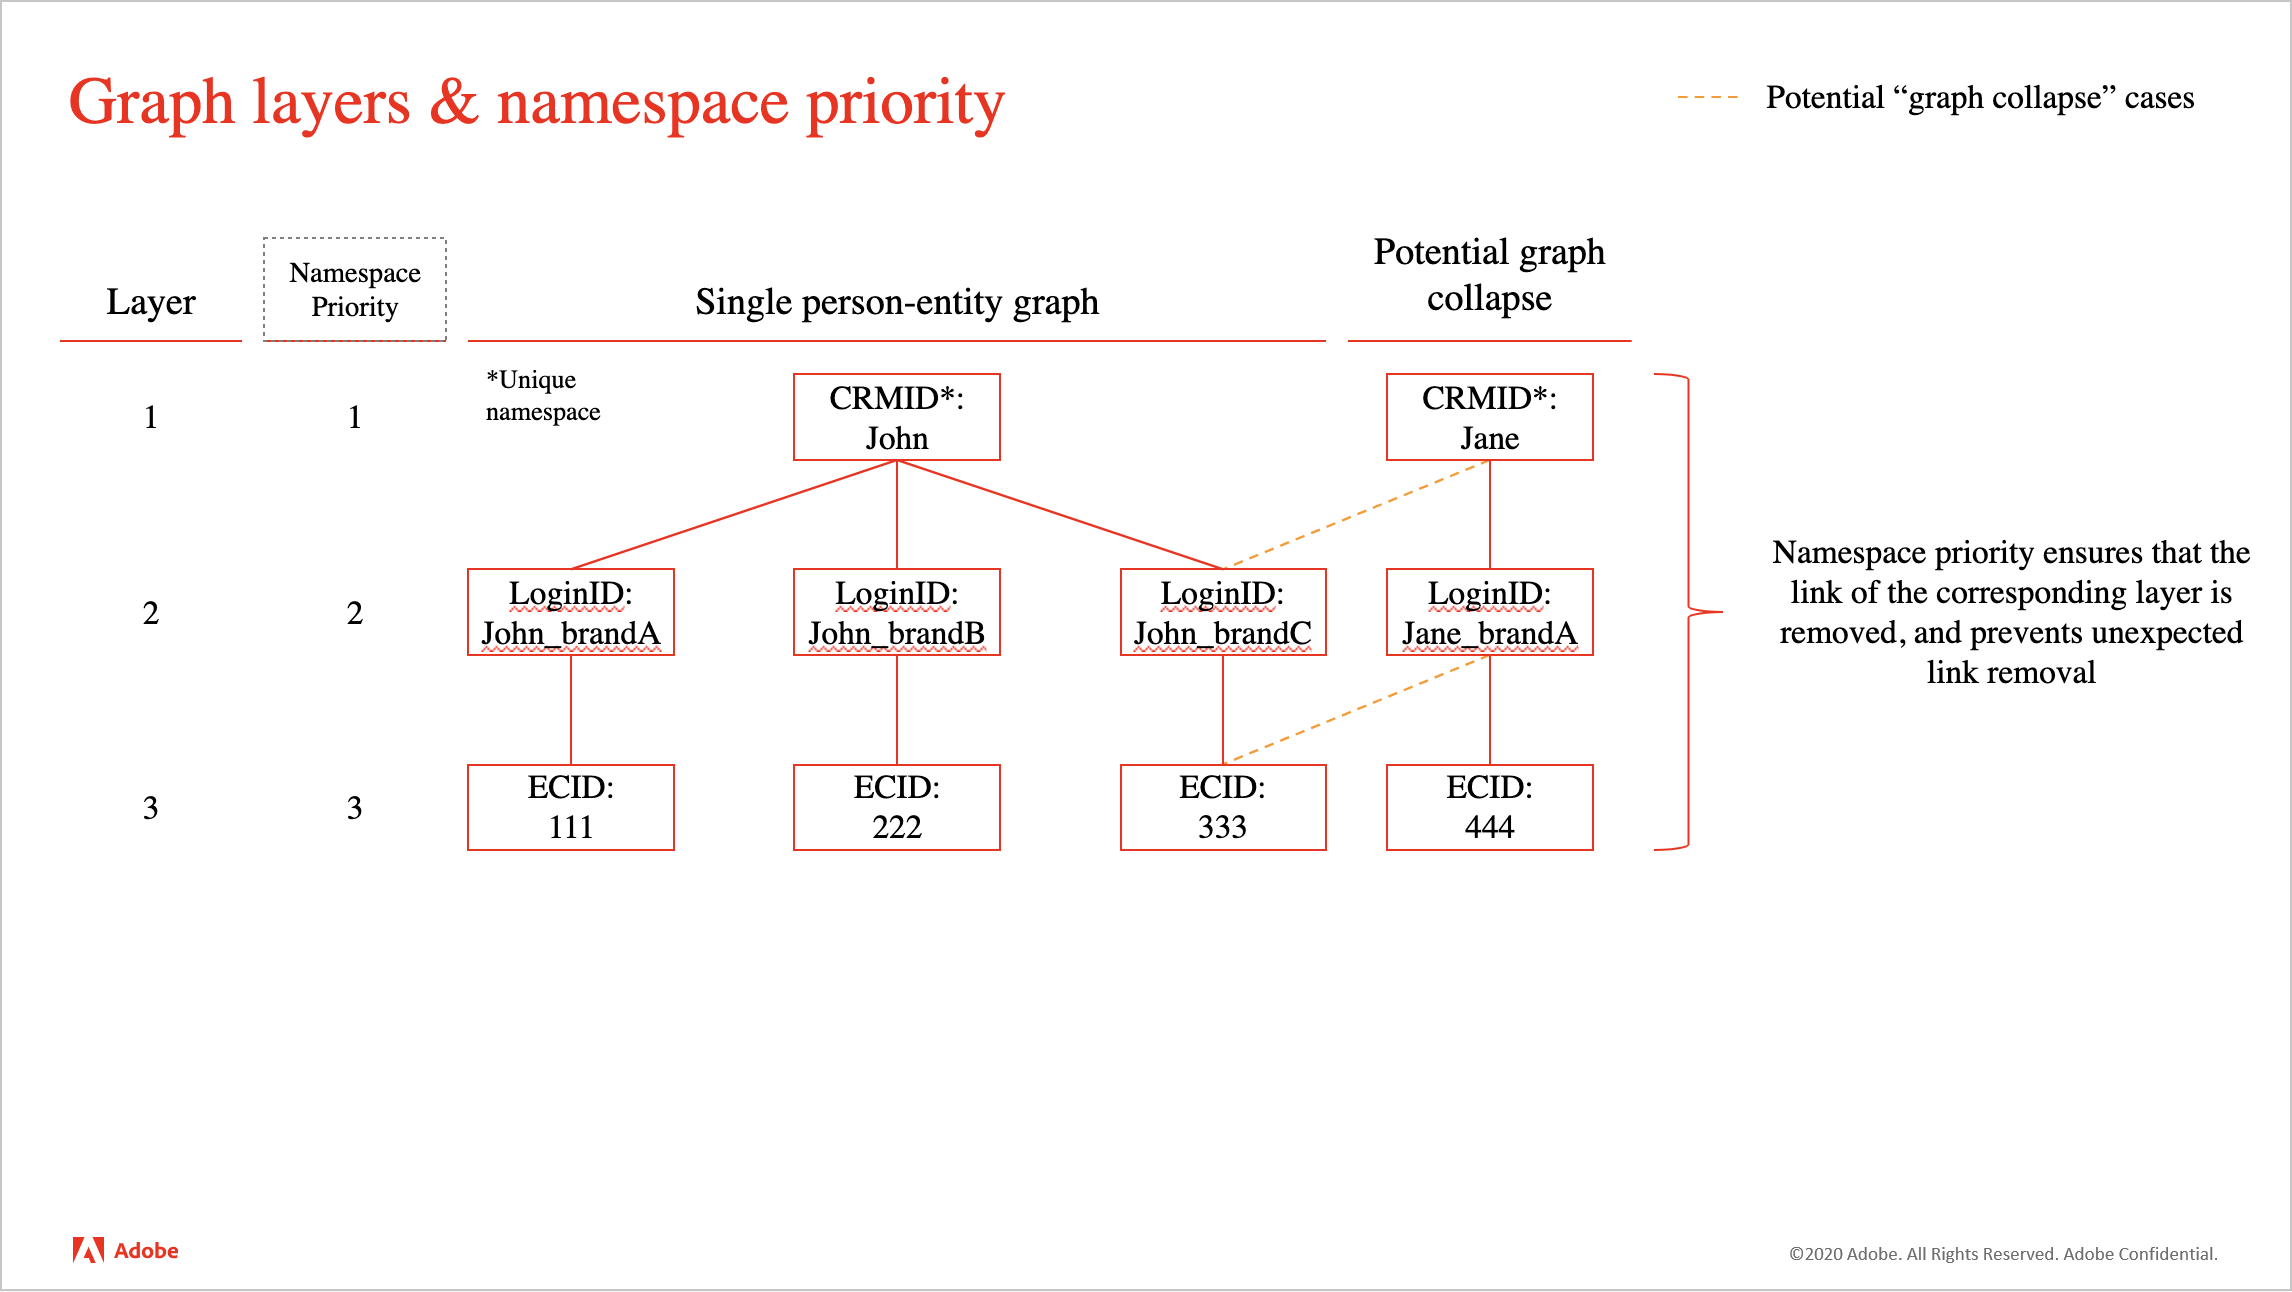 Graph layers & namespace priority
Potential “graph collapse” cases
Layer
Namespace
Priority
Single person-entity graph
Potential graph
collapse
1
1
*Unique
namespace
CRMID*:
John
CRMID*:
Jane
2
2
LoginID:
John_brandA
LoginID:
John_brandB
LoginID:
John_brandC
LoginID:
Jane_brandA
3
3
ECID:
111
ECID:
222
ECID:
333
ECID:
444
Namespace priority ensures that the
link of the corresponding layer is
removed, and prevents unexpected
link removal
Adobe
©2020 Adobe. All Rights Reserved. Adobe Confidential.